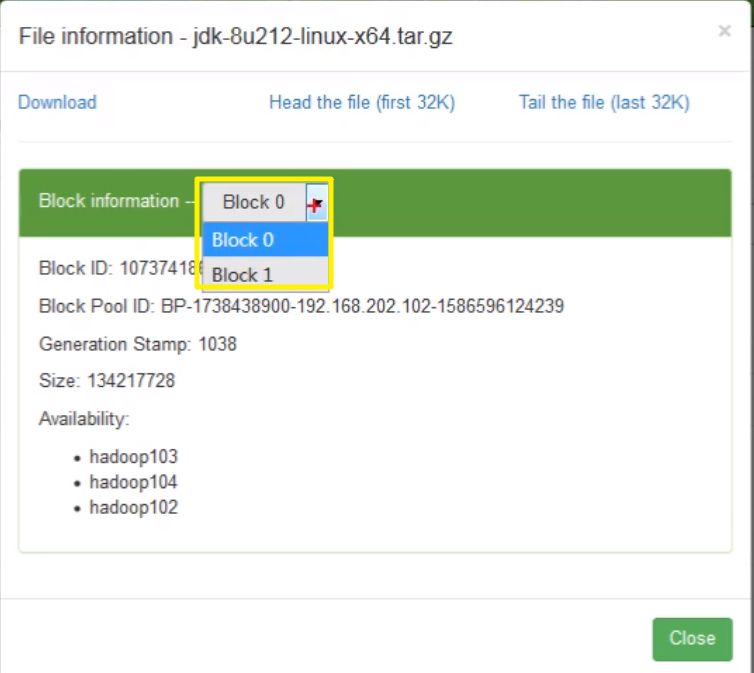 File information - jdk-8u212-linux-x64.tar.gz ×
Download Head the file (first 32K) Tail the file (last 32K)
Block information -- Block 0
Block 0
Block 1
Block ID:
Block Pool ID: BP-1738438900-192.168.202.102-1586596124239
Generation Stamp: 1038
Size: 134217728
Availability:
• hadoop103
• hadoop104
• hadoop102
Close